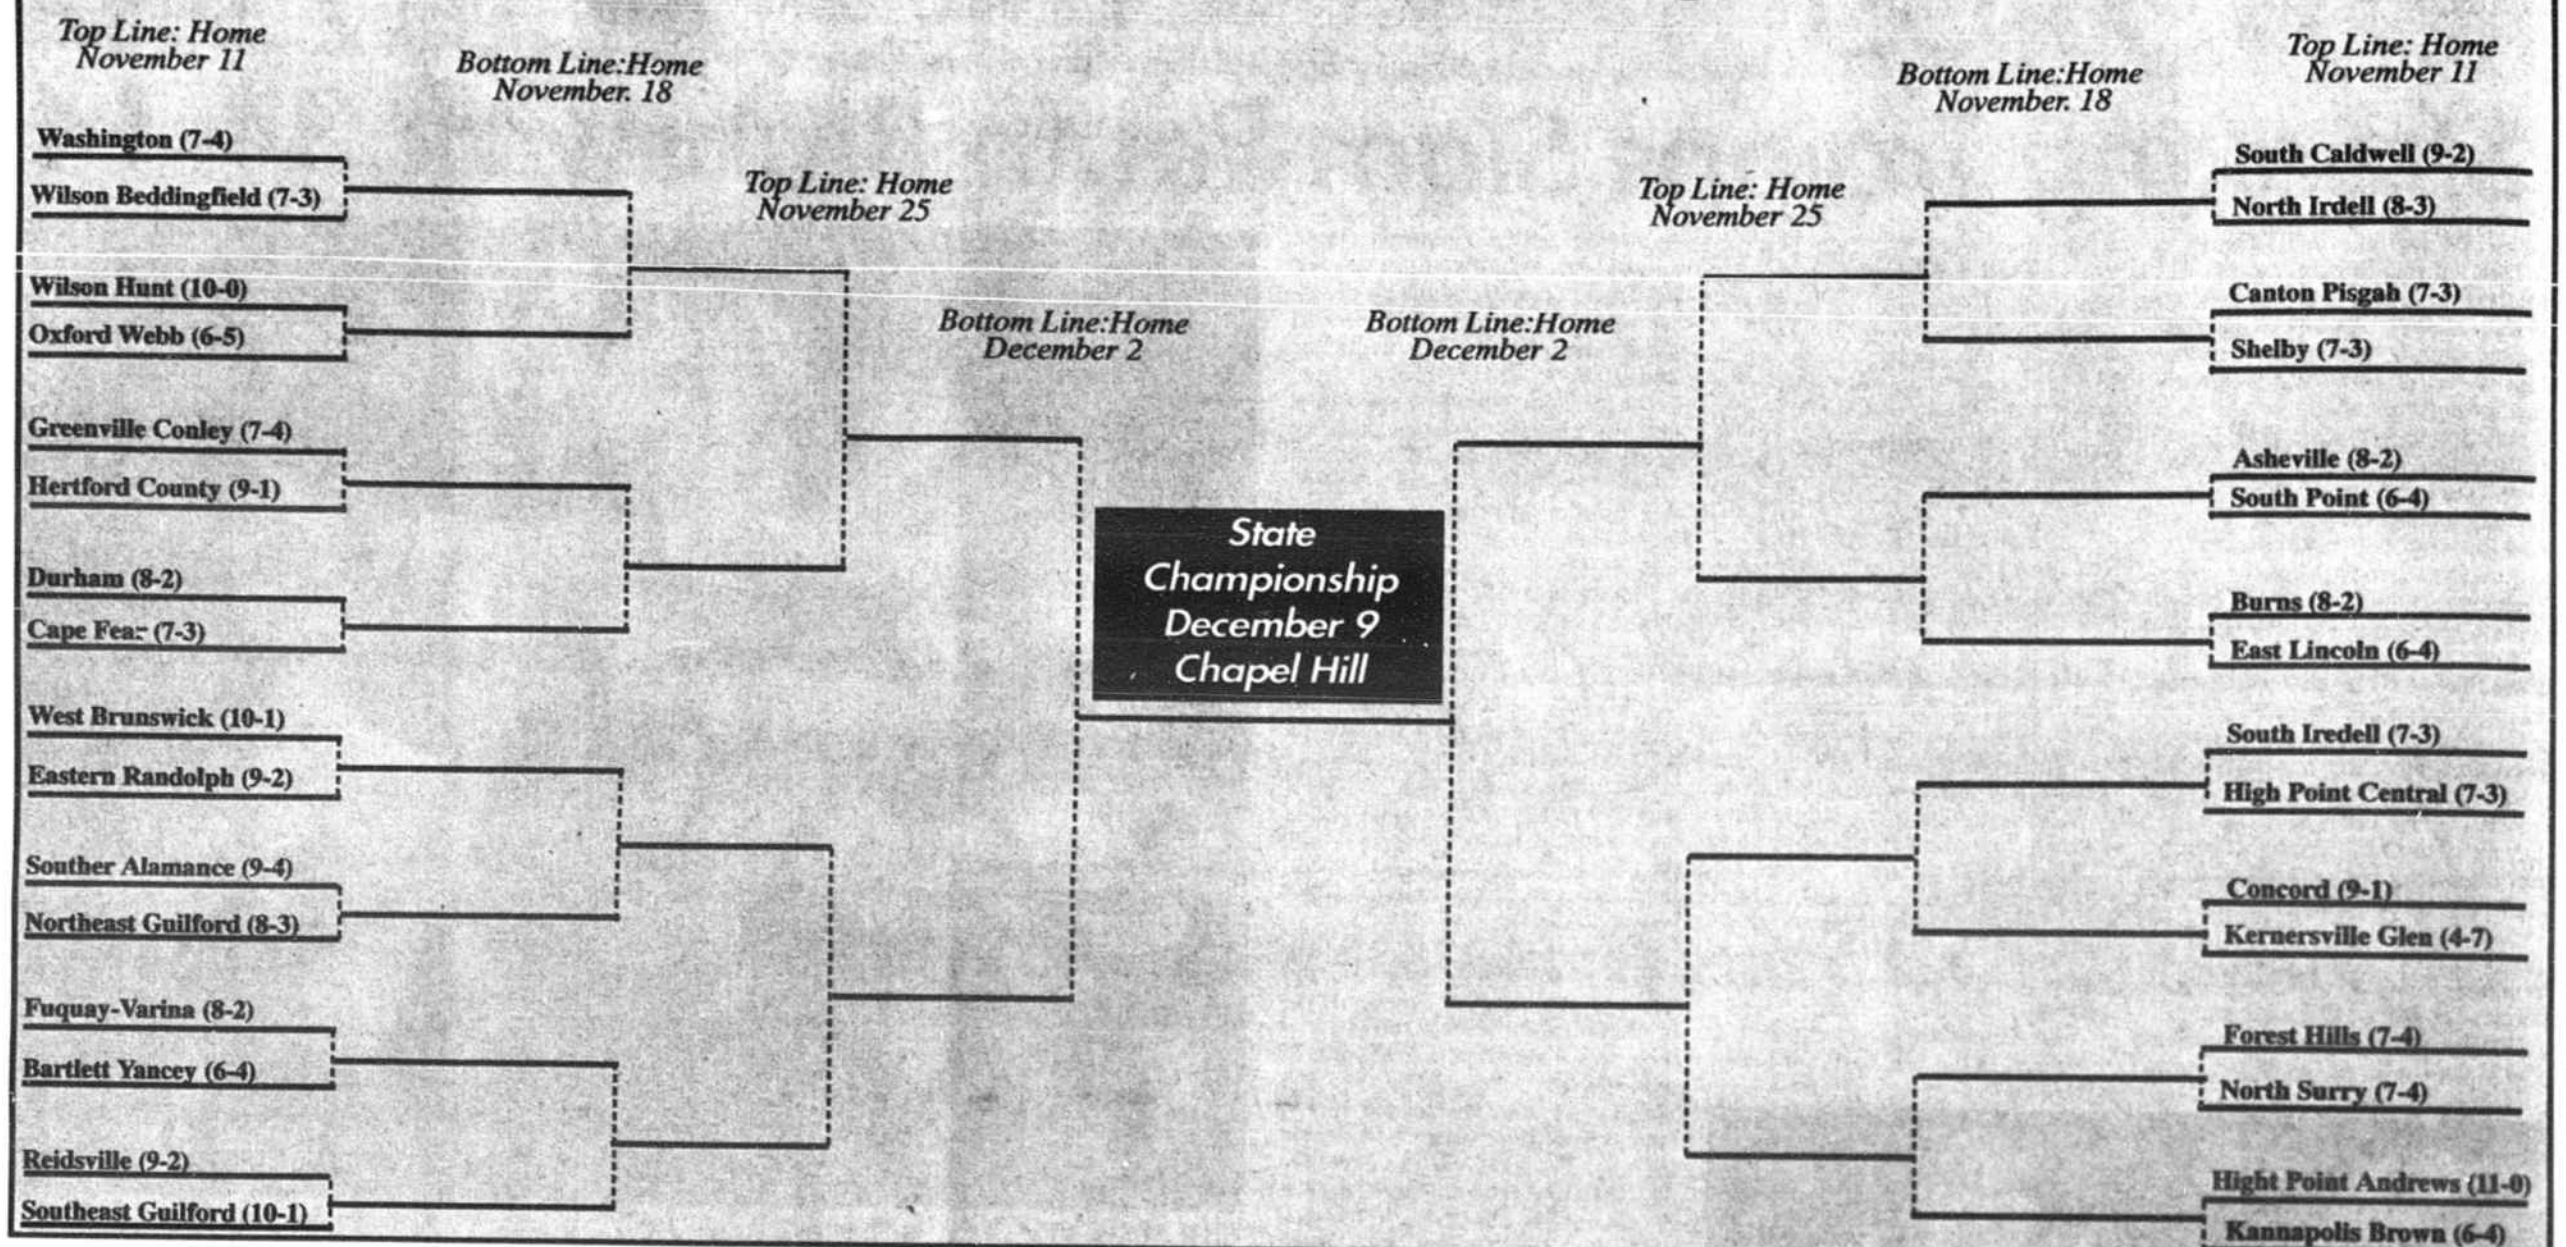 Top Line: Home
November 11
Bottom Line:Home
November. 18
Top Line: Home
November 25
Bottom Line:Home
December 2
Washington (7-4)
Wilson Beddingfield (7-3)
Wilson Hunt (10-0)
Oxford Webb (6-5)
Greenville Conley (7-4)
Hertford County (9-1)
Durham (8-2)
Cape Fear (7-3)
West Brunswick (10-1)
Eastern Randolph (9-2)
Souther Alamance (9-4)
Northeast Guilford (8-3)
Fuquay-Varina (8-2)
Bartlett Yancey (6-4)
Reidsville (9-2)
Southeast Guilford (10-1)
State
Championship
December 9
Chapel Hill
Bottom Line:Home
December 2
Top Line: Home
November 25
Bottom Line:Home
November. 18
Top Line: Home
November 11
South Caldwell (9-2)
North Irdell (8-3)
Canton Pisgah (7-3)
Shelby (7-3)
Asheville (8-2)
South Point (6-4)
Burns (8-2)
East Lincoln (6-4)
South Iredell (7-3)
High Point Central (7-3)
Concord (9-1)
Kernersville Glen (4-7)
Forest Hills (7-4)
North Surry (7-4)
Hight Point Andrews (11-0)
Kannapolis Brown (6-4)